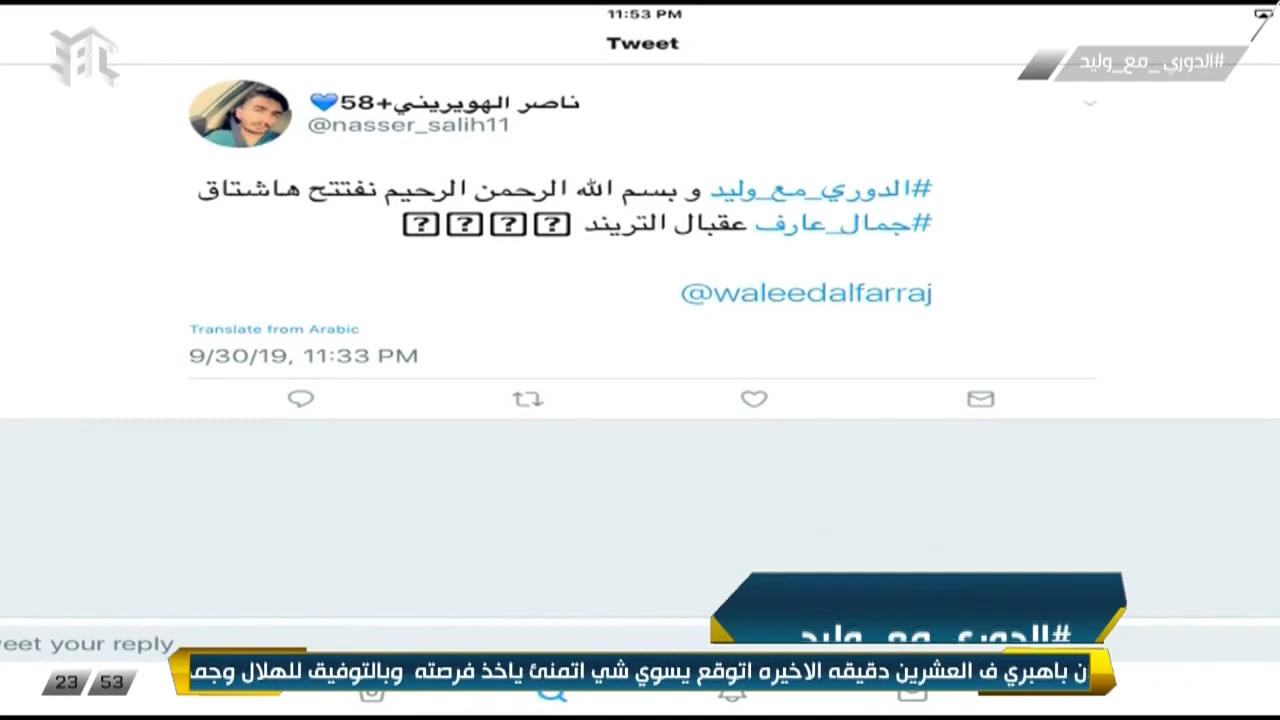 11:53 PM
Tweet
#الدوري_مع_وليد
ناصر الهويريني+58💙
@nasser_salih11
#الدوري_مع_وليد و بسم الله الرحمن الرحيم نفتتح هاشتاق
#جمال_عارف عقبال التريند
@waleedalfarraj
Translate from Arabic
9/30/19, 11:33 PM
#الدوري_مع_وليد
eet your reply
ن باهبري ف العشرين دقيقه الاخيره اتوقع يسوي شي اتمنئ ياخذ فرصته وبالتوفيق للهلال وجم
23 53